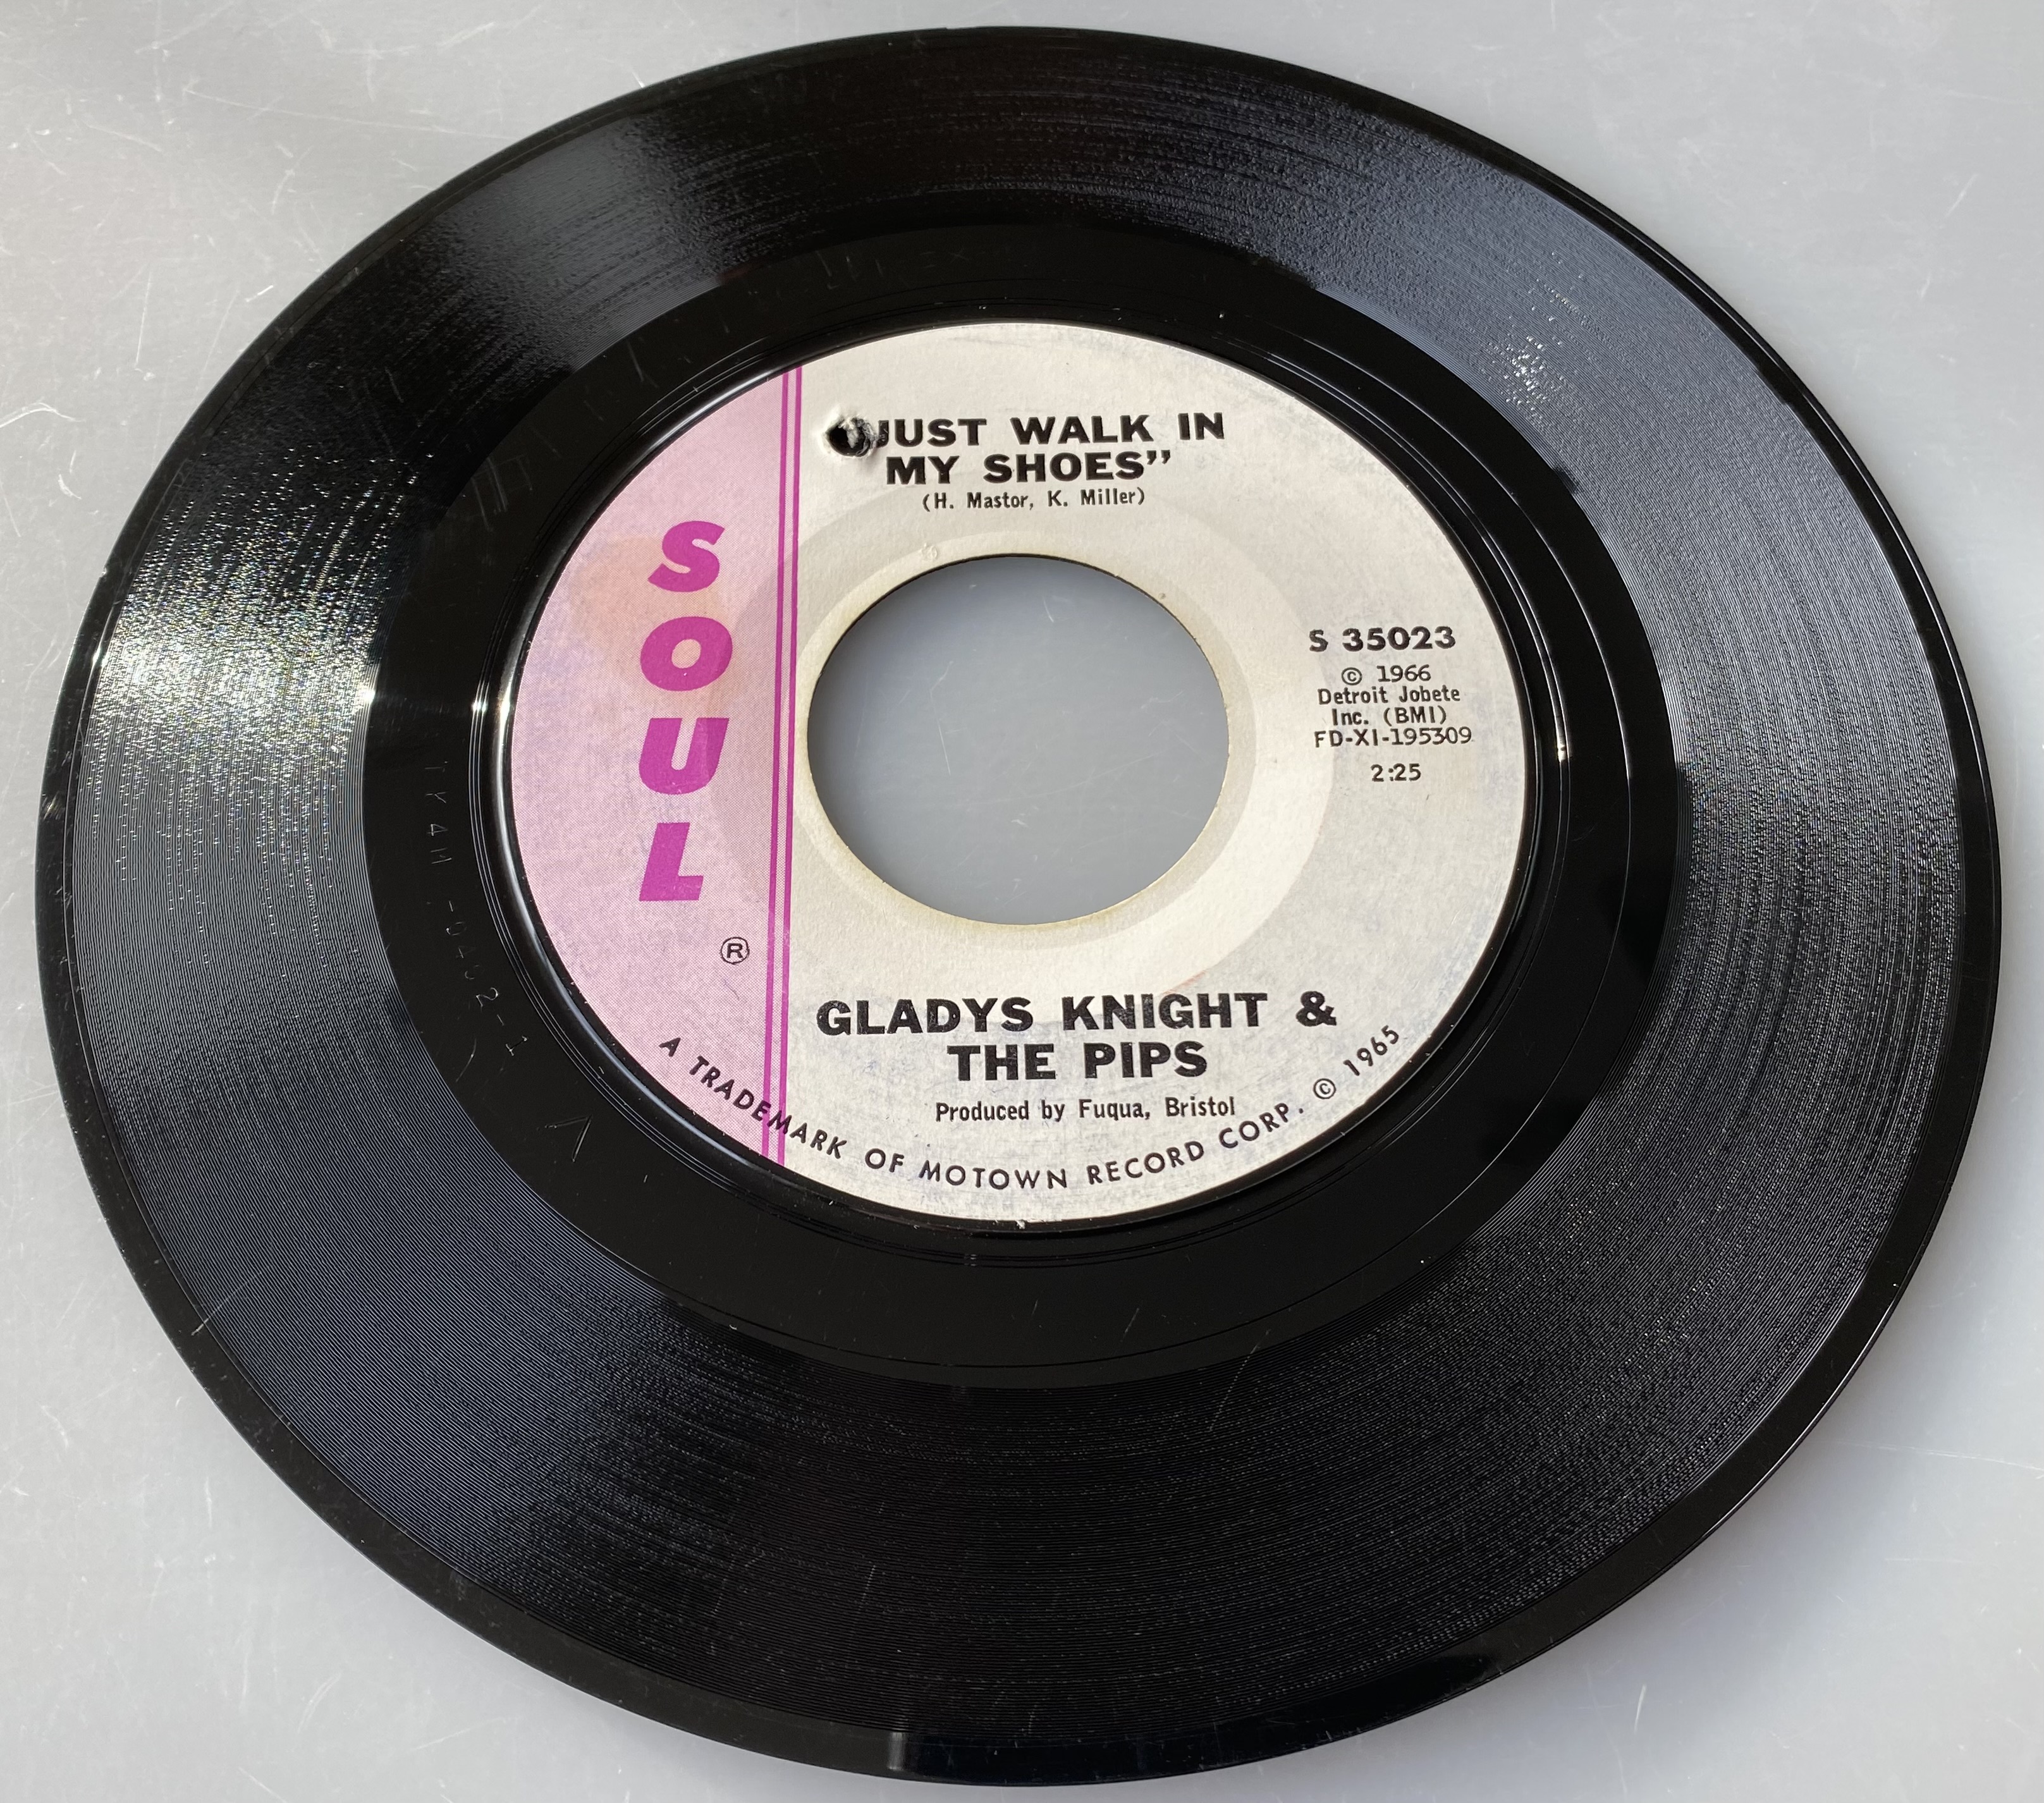 JUST WALK IN
MY SHOES”
(H. Mastor, K. Miller)
SOUL
®
S 35023
© 1966
Detroit Jobete
Inc. (BMI)
FD-XI-195309
2:25
GLADYS KNIGHT &
THE PIPS
Produced by Fuqua, Bristol
A TRADEMARK OF MOTOWN RECORD CORP. © 1965